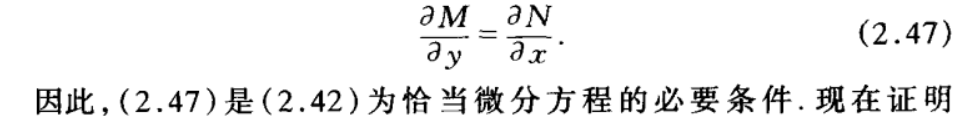 ∂M/∂y = ∂N/∂x. (2.47)
因此,(2.47)是(2.42)为恰当微分方程的必要条件.现在证明